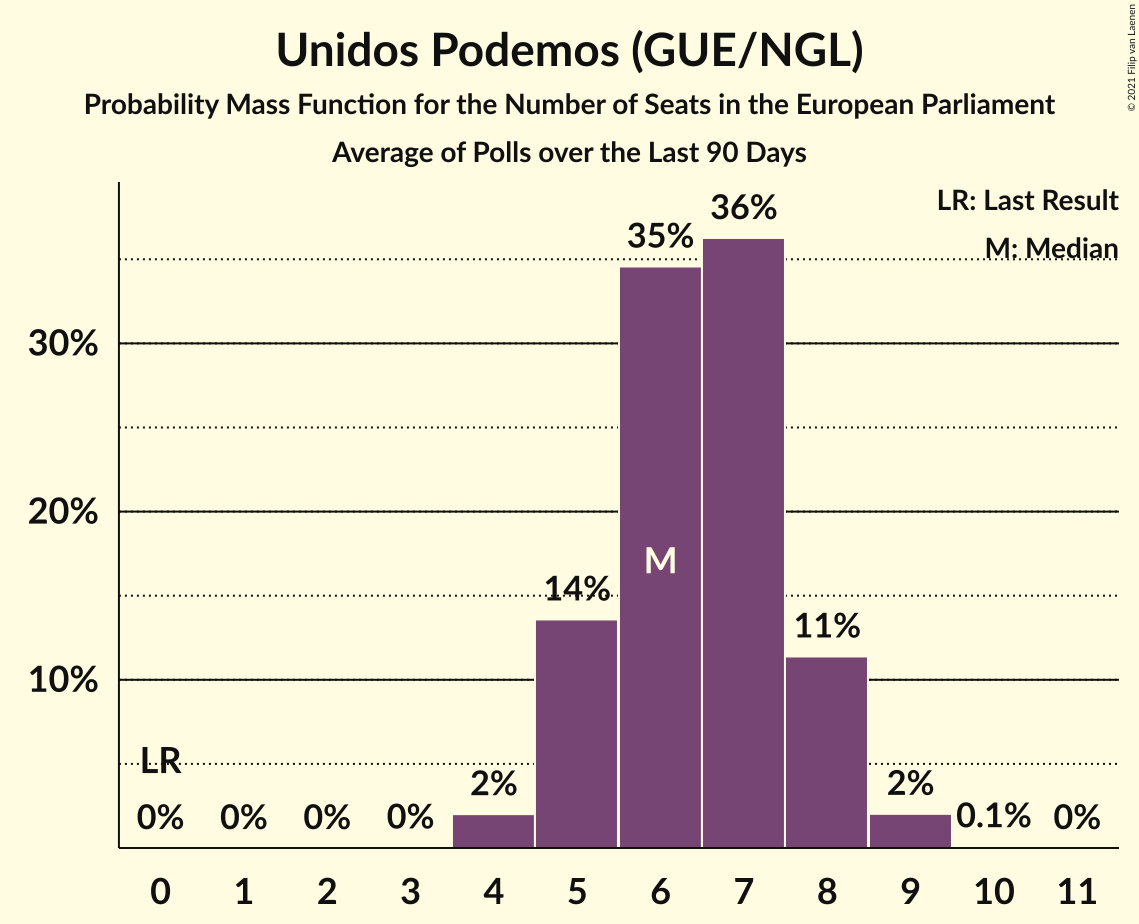 Unidos Podemos (GUE/NGL)
Probability Mass Function for the Number of Seats in the European Parliament
Average of Polls over the Last 90 Days
© 2021 Filip van Laenen
LR: Last Result
M: Median
36%
35%
30%
20%
M
14%
11%
10%
LR
2%
2%
0%
0%
0%
0%
0.1%
0%
0 1 2 3 4 5 6 7 8 9 10 11